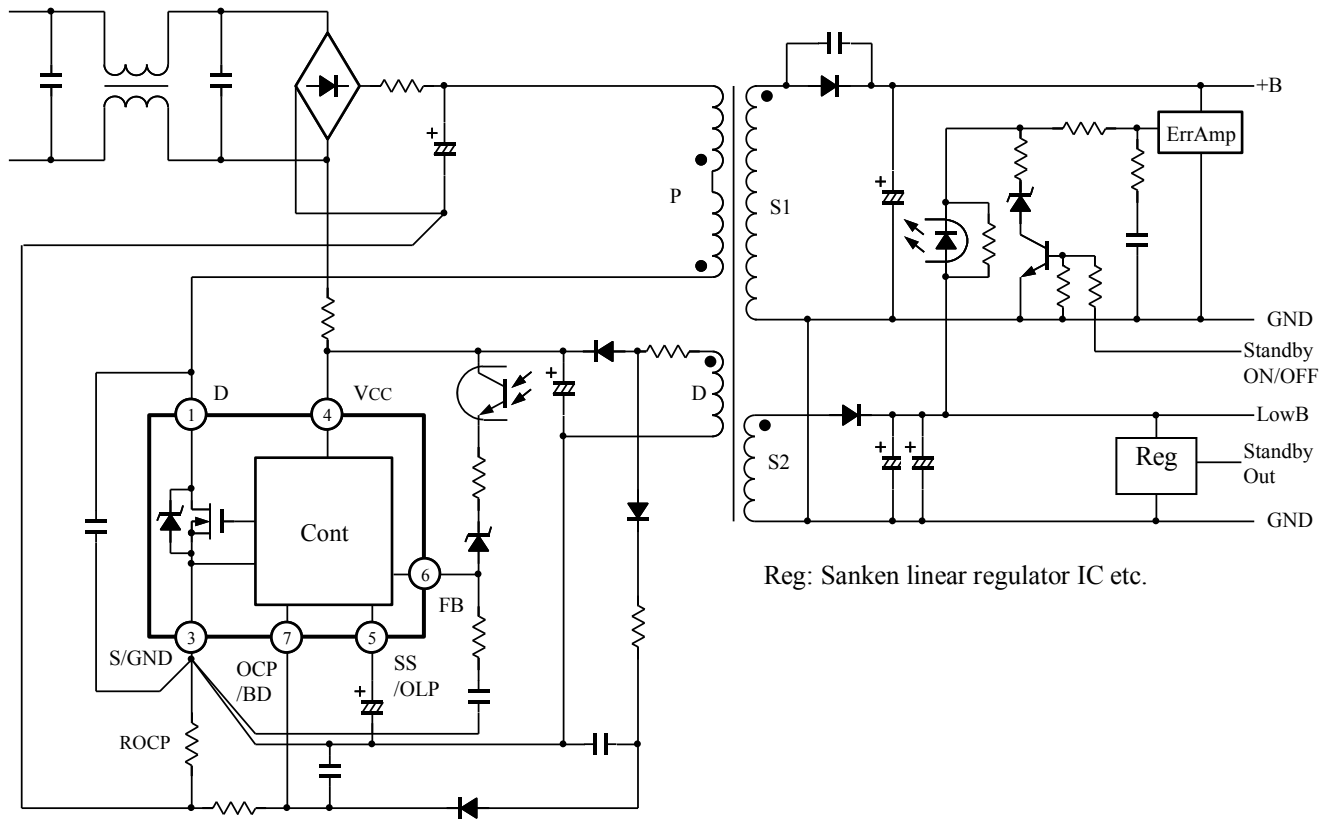 +B
ErrAmp
P
S1
GND
Standby
ON/OFF
D
VCC
D
1
4
LowB
S2
Reg
Standby
Out
Cont
GND
6
FB
Reg: Sanken linear regulator IC etc.
3
7
5
S/GND
OCP
/BD
SS
/OLP
ROCP
+
+
+
+
+
+